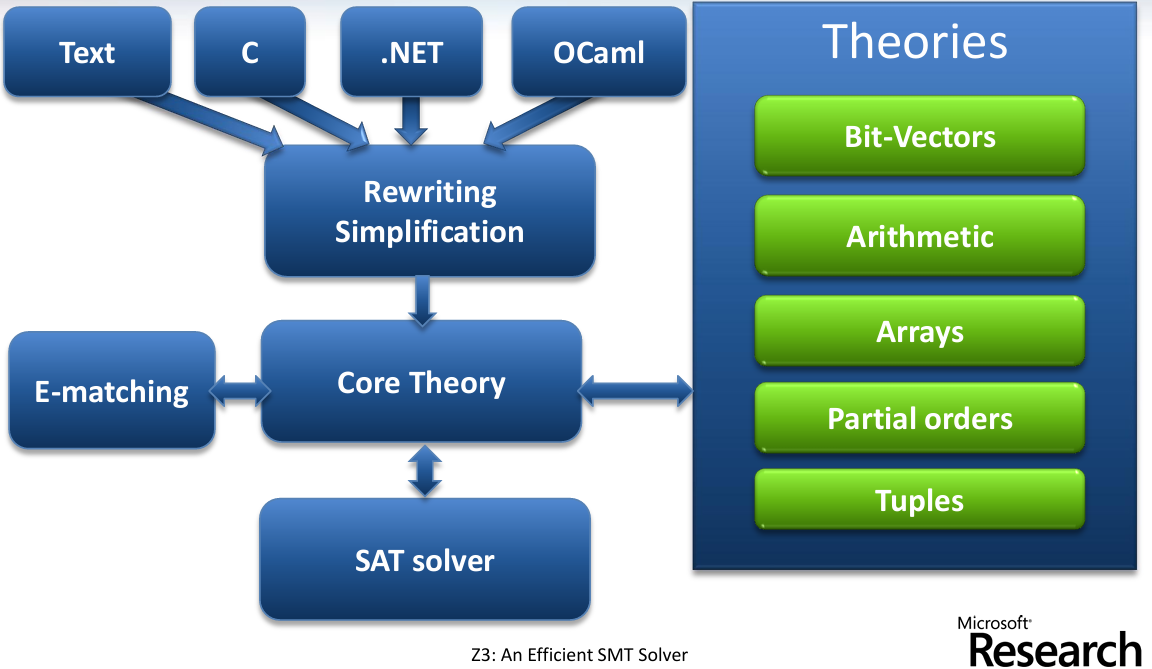 Text
C
.NET
OCaml
Rewriting
Simplification
E-matching
Core Theory
SAT solver
Theories
Bit-Vectors
Arithmetic
Arrays
Partial orders
Tuples
Z3: An Efficient SMT Solver
Microsoft®
Research